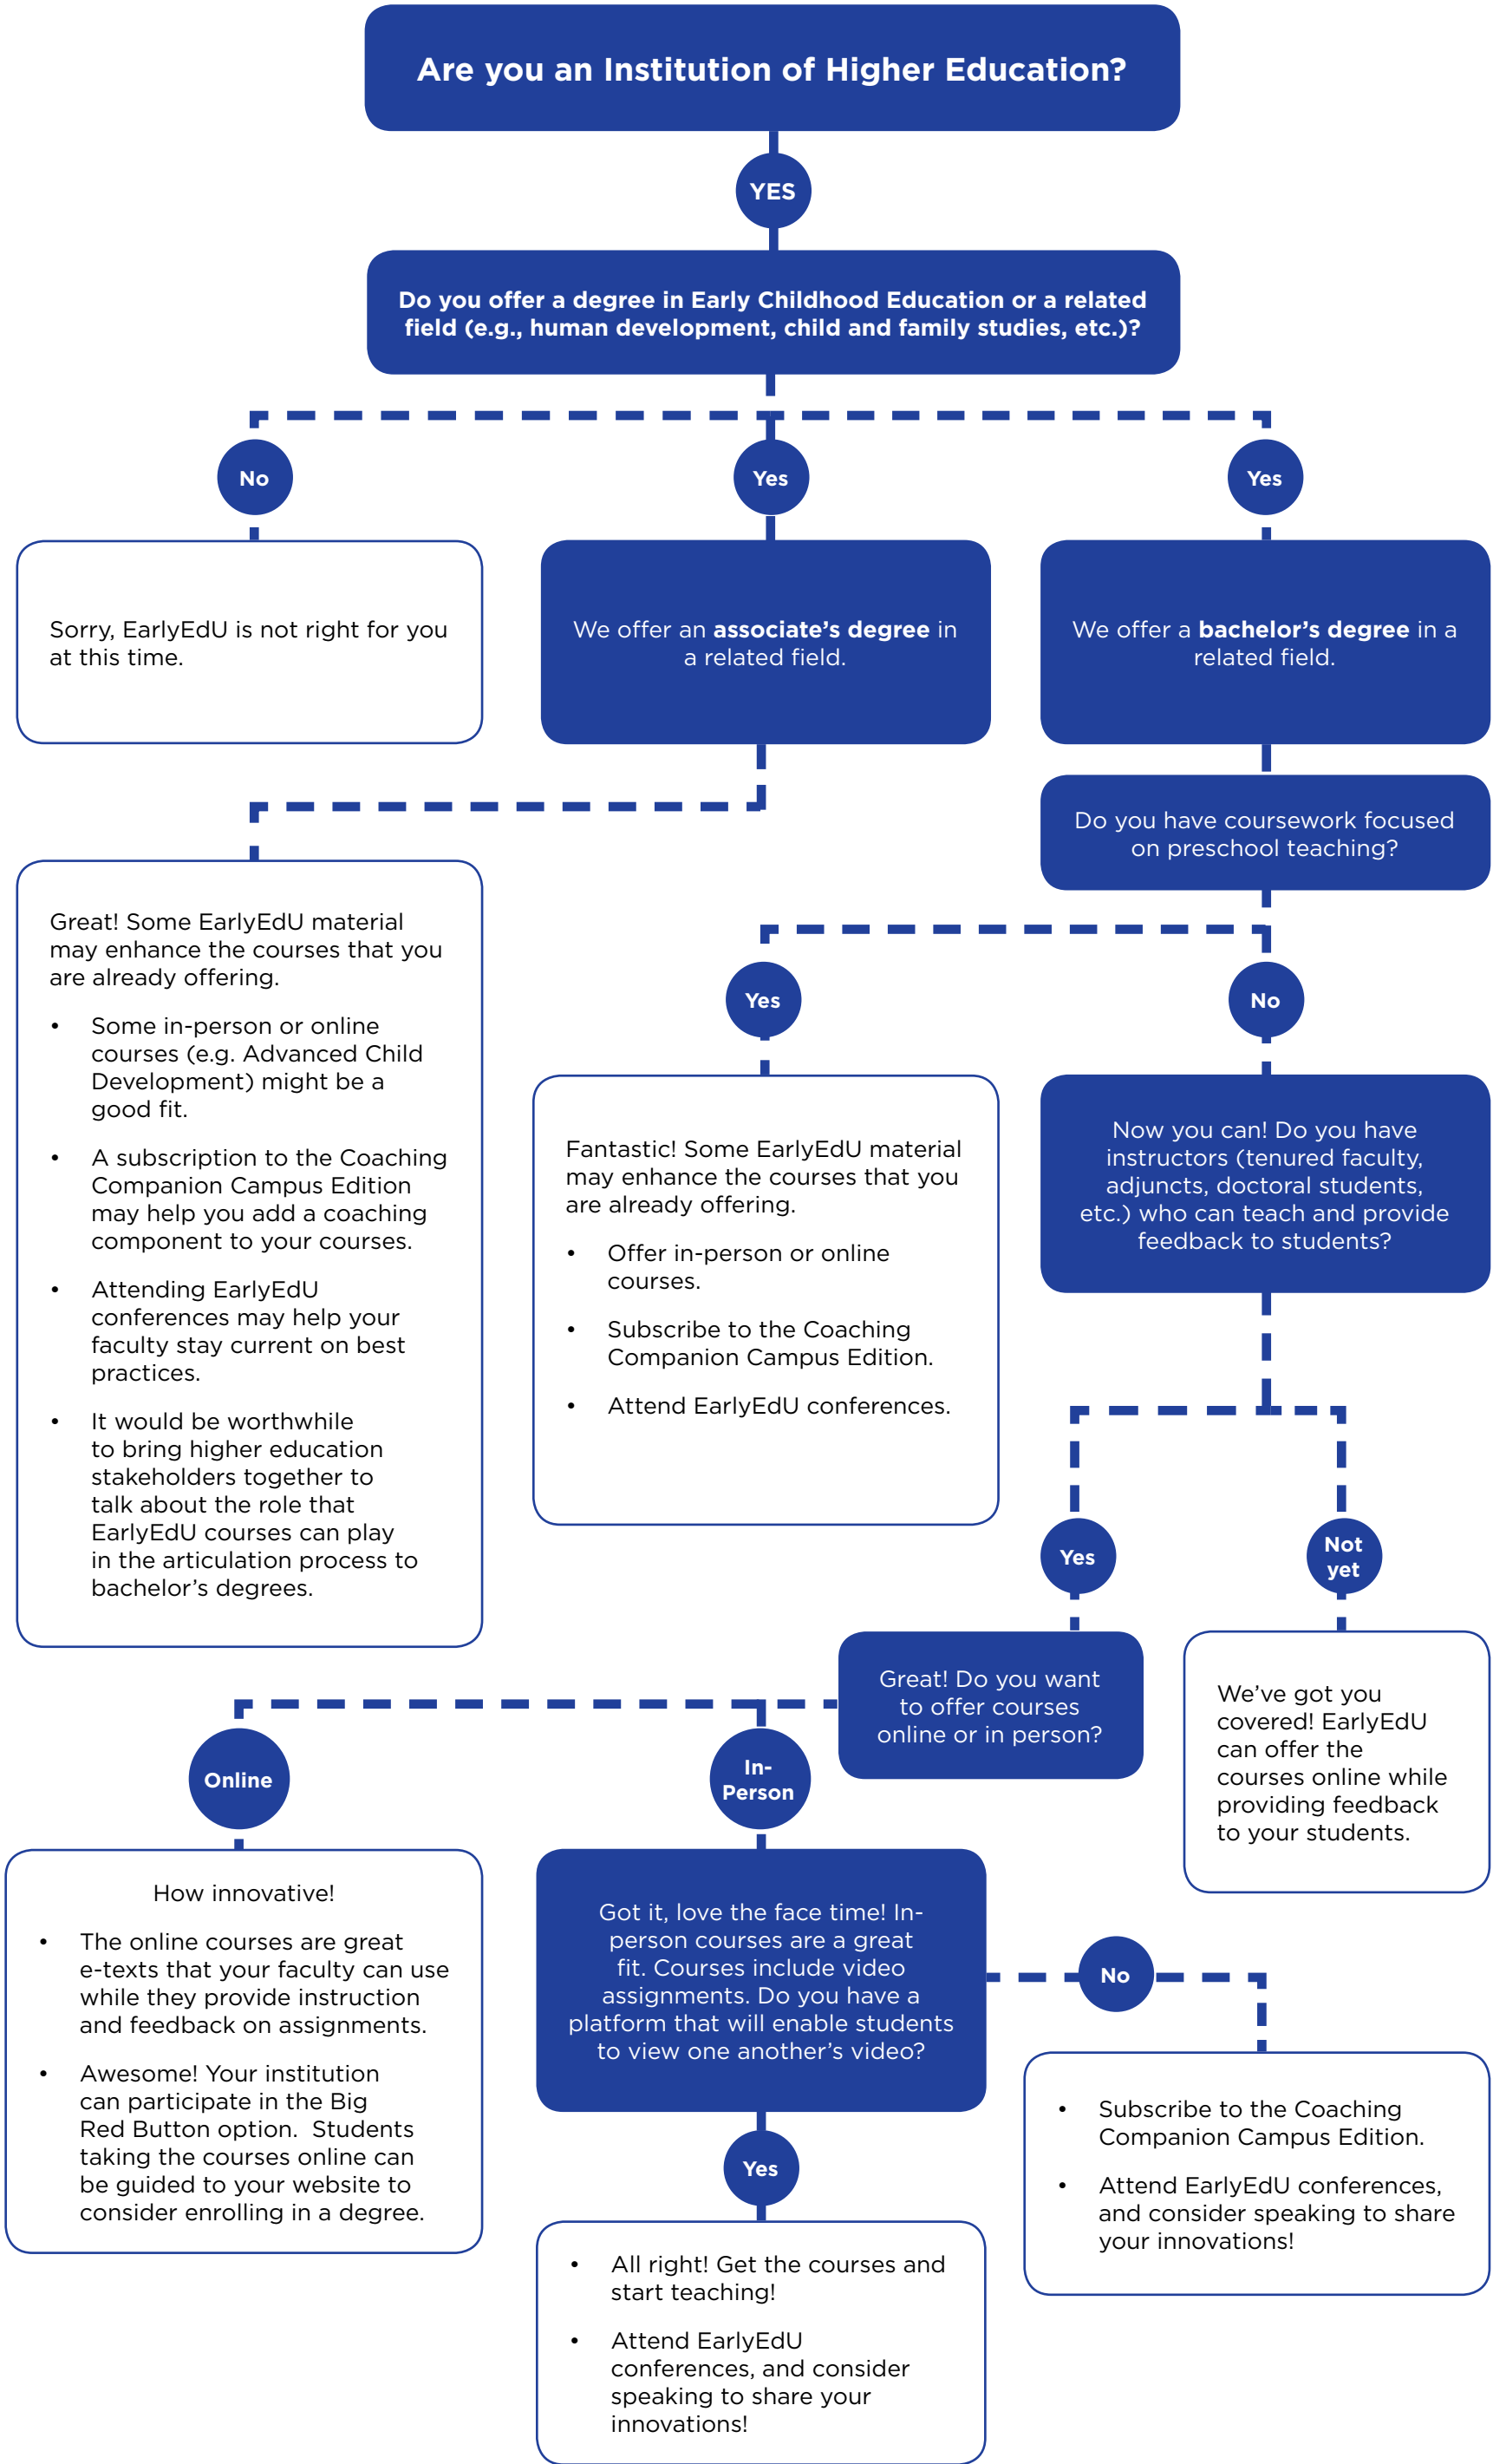 Are you an Institution of Higher Education?
YES
Do you offer a degree in Early Childhood Education or a related
field (e.g., human development, child and family studies, etc.)?
No
Yes
Yes
Sorry, EarlyEdU is not right for you
at this time.
We offer an associate’s degree in
a related field.
We offer a bachelor’s degree in a
related field.
Do you have coursework focused
on preschool teaching?
Great! Some EarlyEdU material
may enhance the courses that you
are already offering.
• Some in-person or online
courses (e.g. Advanced Child
Development) might be a
good fit.
• A subscription to the Coaching
Companion Campus Edition
may help you add a coaching
component to your courses.
• Attending EarlyEdU
conferences may help your
faculty stay current on best
practices.
• It would be worthwhile
to bring higher education
stakeholders together to
talk about the role that
EarlyEdU courses can play
in the articulation process to
bachelor’s degrees.
Yes
No
Fantastic! Some EarlyEdU material
may enhance the courses that you
are already offering.
• Offer in-person or online
courses.
• Subscribe to the Coaching
Companion Campus Edition.
• Attend EarlyEdU conferences.
Now you can! Do you have
instructors (tenured faculty,
adjuncts, doctoral students,
etc.) who can teach and provide
feedback to students?
Yes
Not
yet
Great! Do you want
to offer courses
online or in person?
We’ve got you
covered! EarlyEdU
can offer the
courses online while
providing feedback
to your students.
Online
In-
Person
How innovative!
• The online courses are great
e-texts that your faculty can use
while they provide instruction
and feedback on assignments.
• Awesome! Your institution
can participate in the Big
Red Button option.  Students
taking the courses online can
be guided to your website to
consider enrolling in a degree.
Got it, love the face time! In-
person courses are a great
fit. Courses include video
assignments. Do you have a
platform that will enable students
to view one another’s video?
No
• Subscribe to the Coaching
Companion Campus Edition.
• Attend EarlyEdU conferences,
and consider speaking to share
your innovations!
Yes
• All right! Get the courses and
start teaching!
• Attend EarlyEdU
conferences, and consider
speaking to share your
innovations!